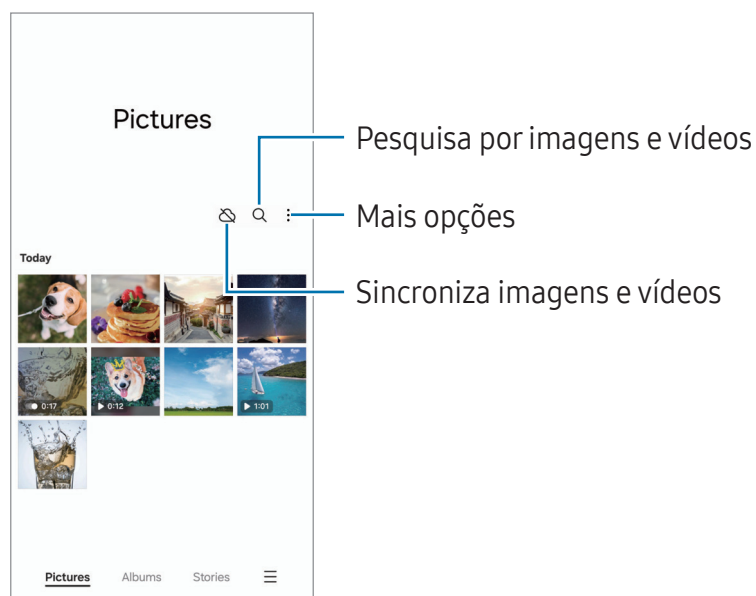 Pictures
Pesquisa por imagens e vídeos
Mais opções
Today
Sincroniza imagens e vídeos
0:17
0:12
1:01
Pictures Albums Stories